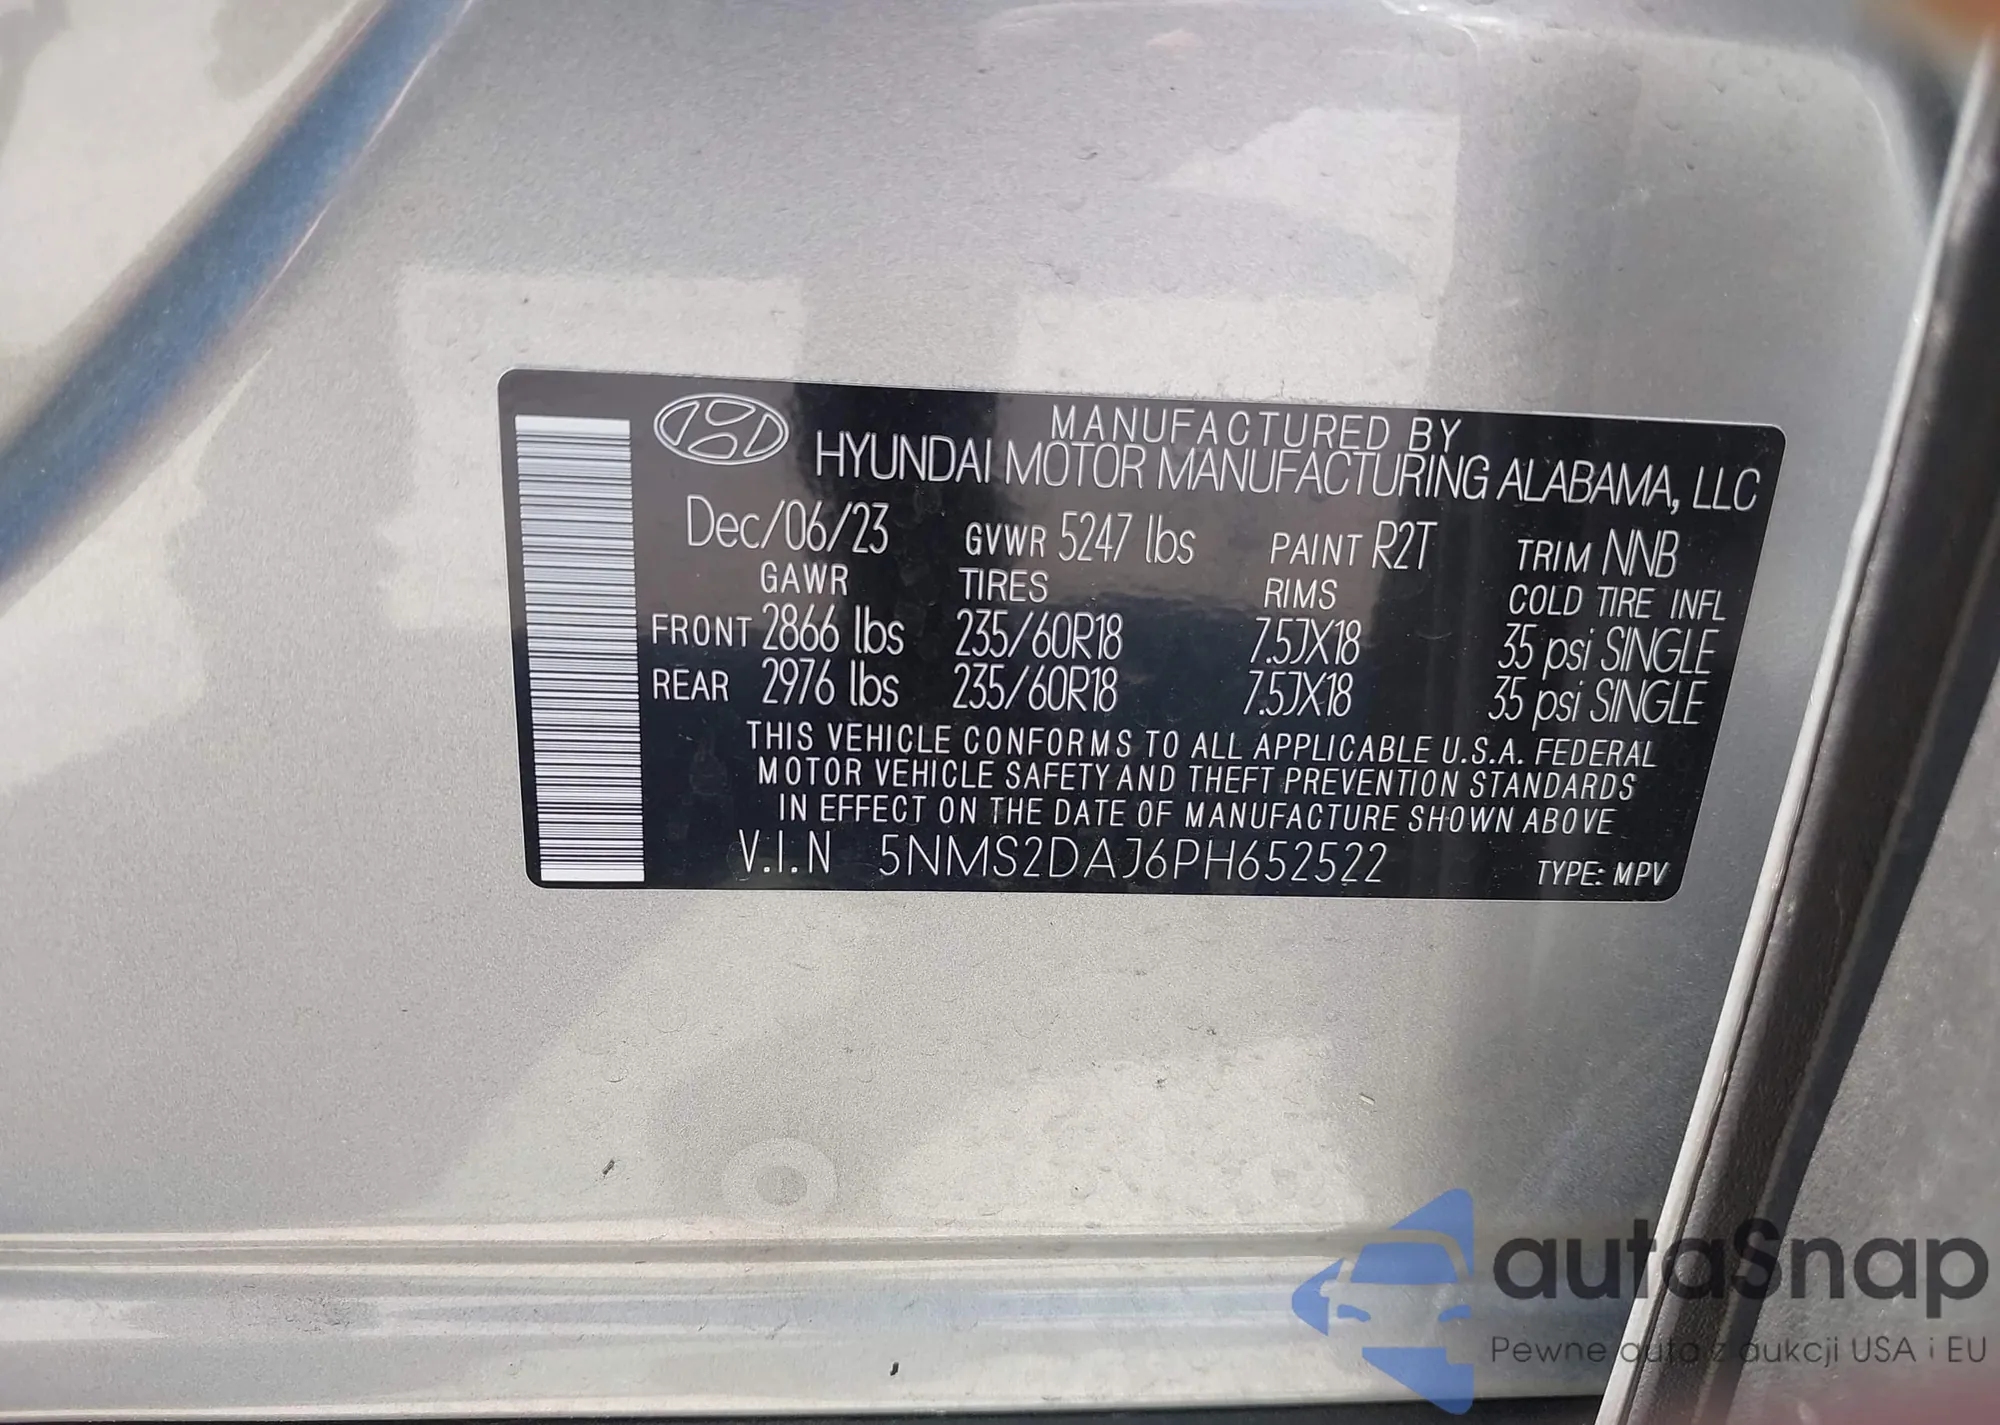 MANUFACTURED BY
HYUNDAI MOTOR MANUFACTURING ALABAMA, LLC
Dec/06/23 GVWR 5247 lbs PAINT R2T TRIM NNB
GAWR TIRES RIMS COLD TIRE INFL
FRONT 2866 lbs 235/60R18 7.5JX18 35 psi SINGLE
REAR 2976 lbs 235/60R18 7.5JX18 35 psi SINGLE
THIS VEHICLE CONFORMS TO ALL APPLICABLE U.S.A. FEDERAL
MOTOR VEHICLE SAFETY AND THEFT PREVENTION STANDARDS
IN EFFECT ON THE DATE OF MANUFACTURE SHOWN ABOVE
V.I.N 5NMS2DAJ6PH652522 TYPE: MPV
autaSnap
Pewne auta z aukcji USA i EU